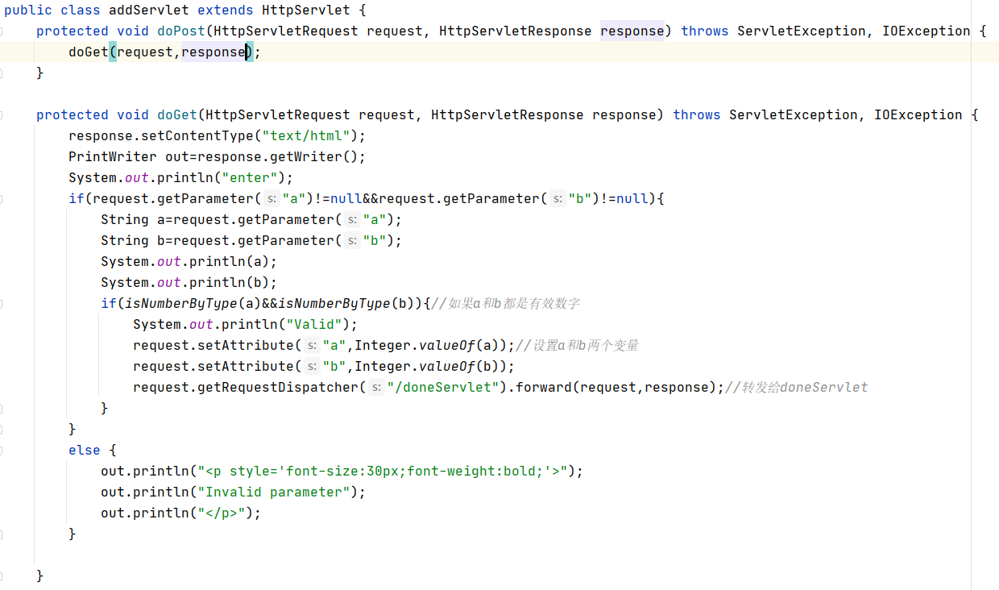 public class addServlet extends HttpServlet {
    protected void doPost(HttpServletRequest request, HttpServletResponse response) throws ServletException, IOException {
        doGet(request,response);
    }

    protected void doGet(HttpServletRequest request, HttpServletResponse response) throws ServletException, IOException {
        response.setContentType("text/html");
        PrintWriter out=response.getWriter();
        System.out.println("enter");
        if(request.getParameter( s: "a")!=null&&request.getParameter( s: "b")!=null){
            String a=request.getParameter( s: "a");
            String b=request.getParameter( s: "b");
            System.out.println(a);
            System.out.println(b);
            if(isNumberByType(a)&&isNumberByType(b)){//如果a和b都是有效数字
                System.out.println("Valid");
                request.setAttribute( s: "a",Integer.valueOf(a));//设置a和b两个变量
                request.setAttribute( s: "b",Integer.valueOf(b));
                request.getRequestDispatcher( s: "/doneServlet").forward(request,response);//转发给doneServlet
            }
        }
        else {
            out.println("<p style='font-size:30px;font-weight:bold;'>");
            out.println("Invalid parameter");
            out.println("</p>");
        }

    }